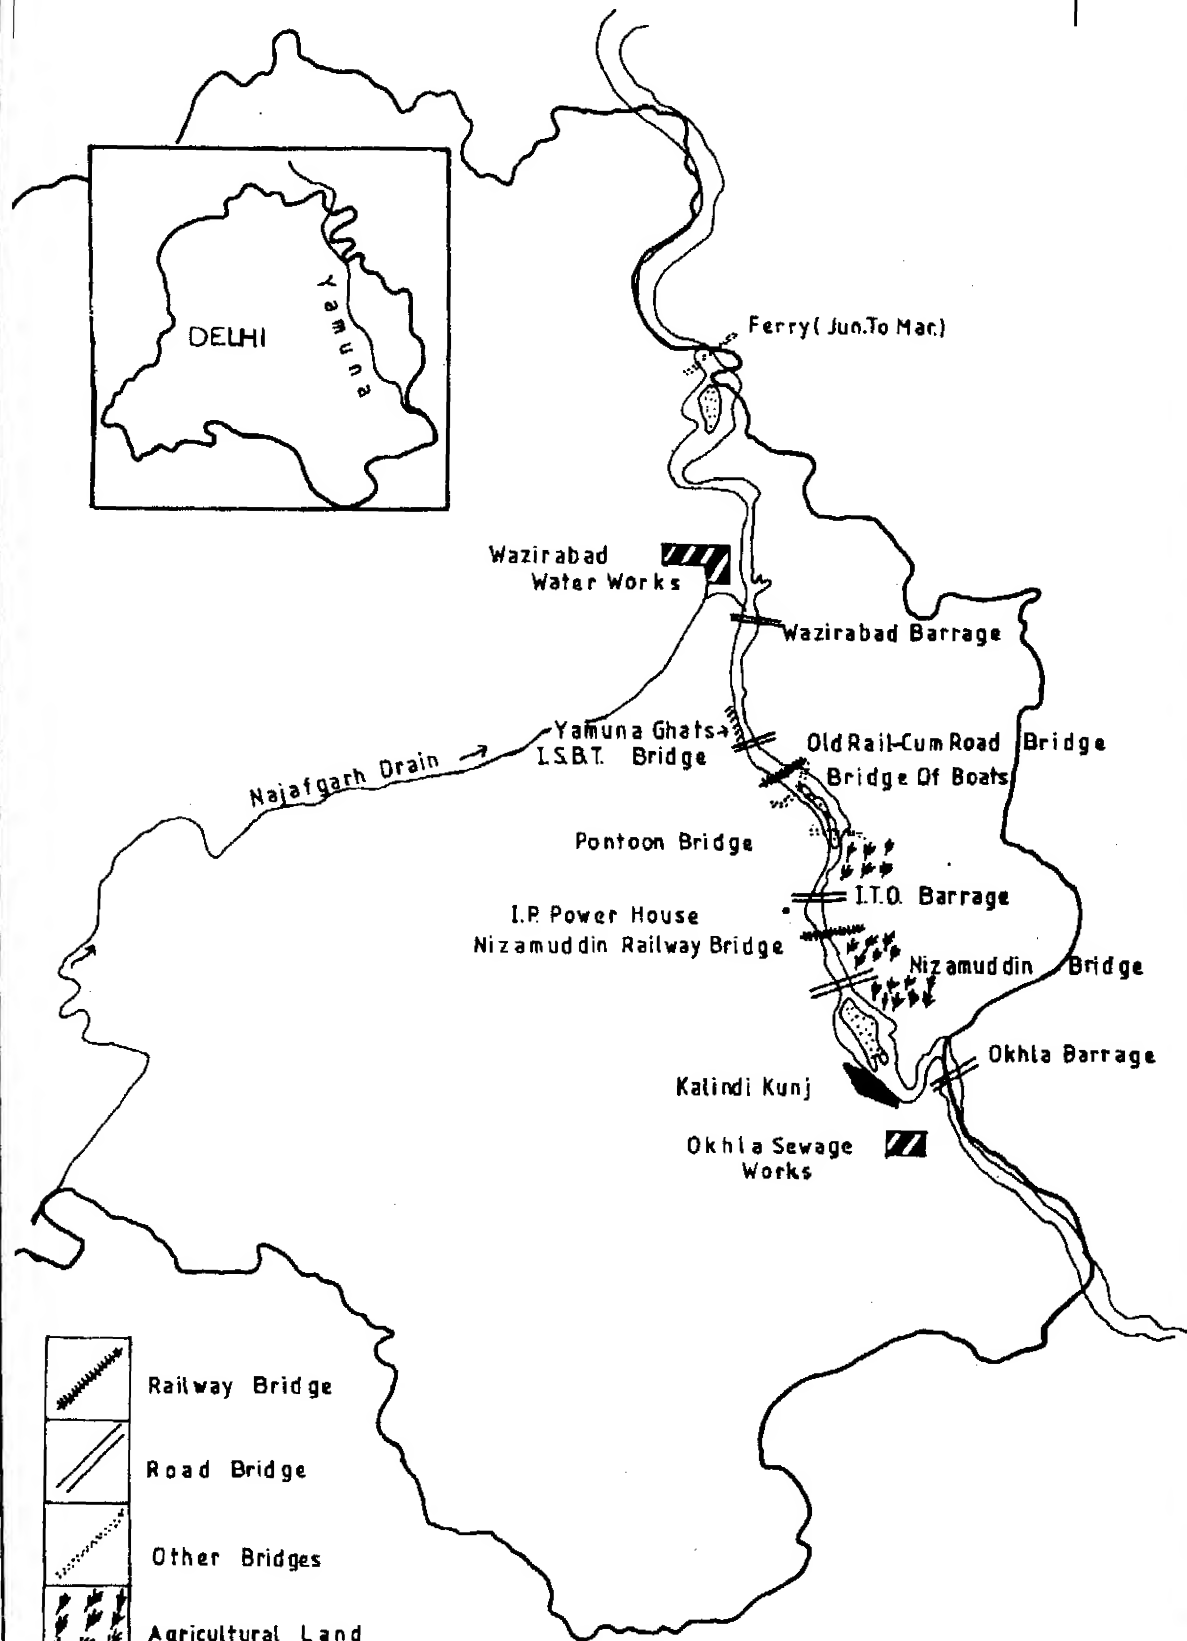 DELHI
Yamuna
Ferry (Jun.To Mar.)
Wazirabad
Water Works
Wazirabad Barrage
Yamuna Ghats
I.S.B.T. Bridge
Old Rail-Cum Road Bridge
Bridge Of Boats
Najafgarh Drain
Pontoon Bridge
I.T.O. Barrage
I.P. Power House
Nizamuddin Railway Bridge
Nizamuddin Bridge
Okhla Barrage
Kalindi Kunj
Okhla Sewage
Works
Railway Bridge
Road Bridge
Other Bridges
Agricultural Land